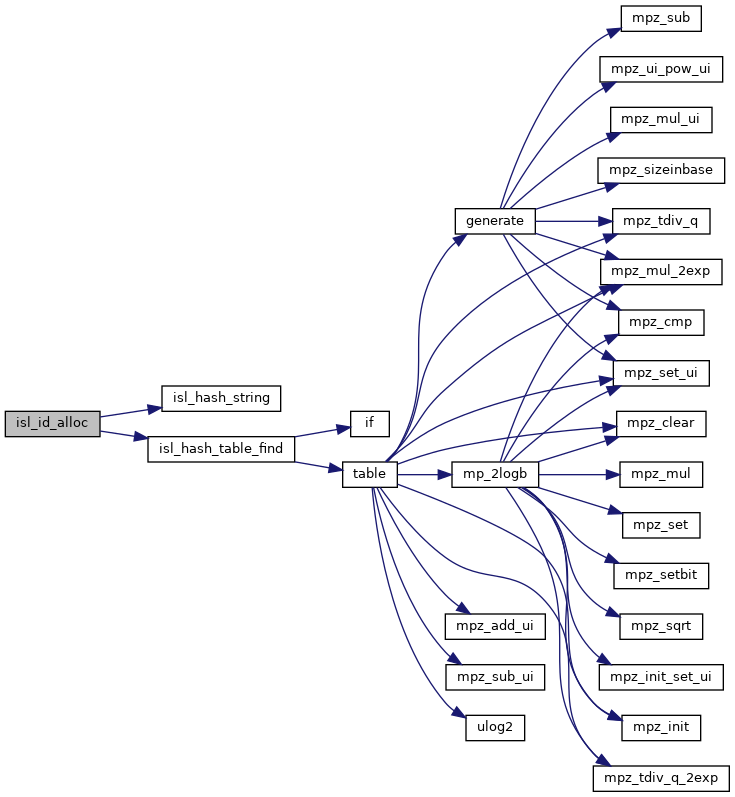 mpz_sub
mpz_ui_pow_ui
mpz_mul_ui
mpz_sizeinbase
generate
mpz_tdiv_q
mpz_mul_2exp
mpz_cmp
mpz_set_ui
isl_hash_string
isl_id_alloc
if
mpz_clear
isl_hash_table_find
table
mp_2logb
mpz_mul
mpz_set
mpz_setbit
mpz_add_ui
mpz_sqrt
mpz_sub_ui
mpz_init_set_ui
ulog2
mpz_init
mpz_tdiv_q_2exp